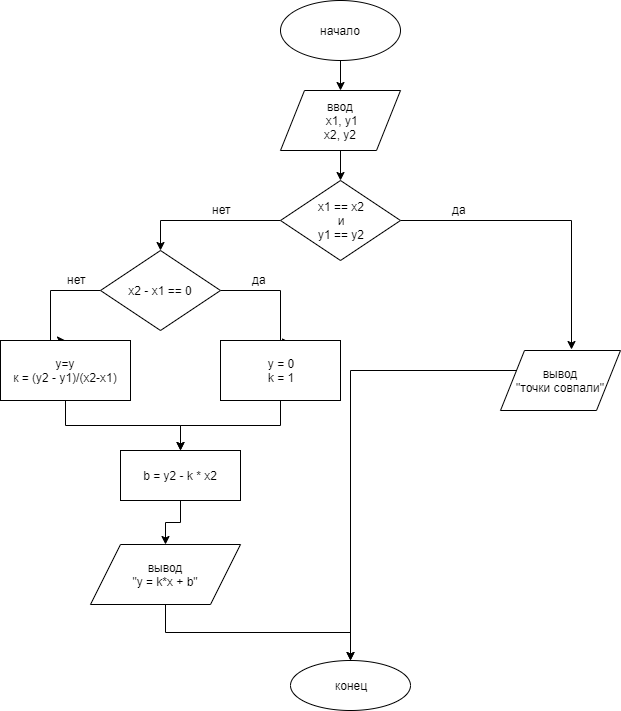 начало
ввод
x1, y1
x2, y2
x1 == x2
и
y1 == y2
нет
да
x2 - x1 == 0
нет
да
y=y
к = (y2 - y1)/(x2-x1)
y = 0
k = 1
вывод
"точки совпали"
b = y2 - k * x2
вывод
"y = k*x + b"
конец